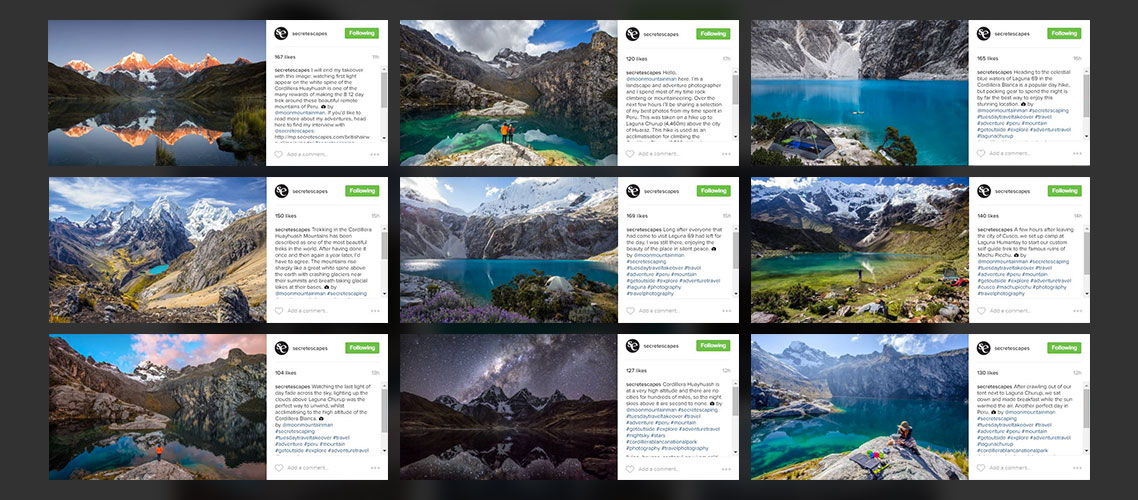 secretescapes
Following
167 likes
secretescapes I will end my takeover
with this image: watching first light
appear on the white spine of the
Cordillera Huayhuash is one of the
many rewards of making the 8 12 day
trek around these beautiful remote
mountains of Peru. by
@moonmountainman. If you'd like to
read more about my adventures, head
here to find my interview with
@secretescapes:
Add a comment...
secretescapes
Following
120 likes
17h
secretescapes Hello,
@moonmountainman here. I'm a
landscape and adventure photographer
and I spend most of my time rock
climbing or mountaineering. Over the
next few hours I'll be sharing a selection
of my best photos from my time spent in
Peru. This was taken on a hike up to
Laguna Churup (4,460m) above the city
of Huaraz. This hike is used as an
acclimatisation for climbing the
Add a comment...
secretescapes
Following
165 likes
16h
secretescapes Heading to the celestial
blue waters of Laguna 69 in the
Cordillera Blanca is a popular day hike,
but packing gear to spend the night is
by far the best way to enjoy this
stunning location. by
@moonmountainman #secretescaping
#tuesdaytraveltakeover #travel
#adventure #peru #mountain
#getoutside #explore #adventuretravel
#lagunachurup
Add a comment...
secretescapes
Following
150 likes
15h
secretescapes Trekking in the Cordillera
Huayhuash Mountains has been
described as one of the most beautiful
treks in the world. After having done it
once and then again a year later, I'd
have to agree. The mountains rise
sharply like a great white spine above
the earth with crashing glaciers near
their summits and breath taking glacial
lakes at their bases. by
@moonmountainman #secretescaping
Add a comment...
secretescapes
Following
169 likes
15h
secretescapes Long after everyone that
had come to visit Laguna 69 had left for
the day, I was still there, enjoying the
beauty of the place in silent peace.
by @moonmountainman
#secretescaping
#tuesdaytraveltakeover #travel
#adventure #peru #mountain
#getoutside #explore #adventuretravel
#laguna #photography
#travelphotography
Add a comment...
secretescapes
Following
140 likes
14h
secretescapes A few hours after leaving
the city of Cusco, we set up camp at
Laguna Humantay to start our custom
self guide trek to the famous ruins of
Machu Picchu. by
@moonmountainman #secretescaping
#tuesdaytraveltakeover #travel
#adventure #peru #mountain
#getoutside #explore #adventuretravel
#cusco #machupicchu #photography
#travelphotography
Add a comment...
secretescapes
Following
104 likes
13h
secretescapes Watching the last light of
day fade across the sky, lighting up the
clouds above Laguna Churup was the
perfect way to unwind, whilst
acclimatising to the high altitude of the
Cordillera Blanca.
by @moonmountainman
#secretescaping
#tuesdaytraveltakeover #travel
#adventure #peru #mountain
#getoutside #explore #adventuretravel
Add a comment...
secretescapes
Following
127 likes
12h
secretescapes Cordillera Huayhuash is
at a very high altitude and there are no
cities for hundreds of miles, so the night
skies above it are second to none. by
@moonmountainman #secretescaping
#tuesdaytraveltakeover #travel
#adventure #peru #mountain
#getoutside #explore #adventuretravel
#nightsky #stars
#cordillerablancanationalpark
#photography #travelphotography
Add a comment...
secretescapes
Following
130 likes
12h
secretescapes After crawling out of our
tent next to Laguna Churup, we sat
down and made breakfast while the sun
warmed the air. Another perfect day in
Peru. by @moonmountainman
#secretescaping
#tuesdaytraveltakeover #travel
#adventure #peru #mountain
#getoutside #explore #adventuretravel
#lagunachurup
#cordillerablancanationalpark
Add a comment...